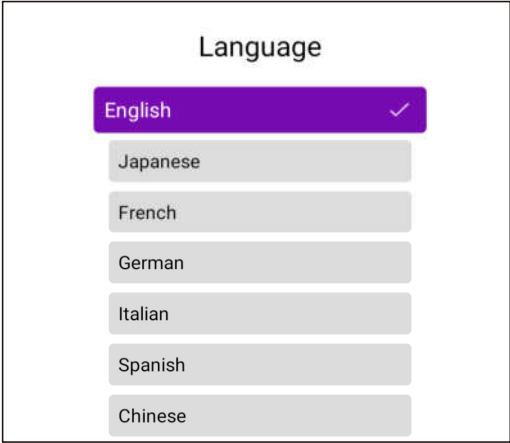 Language
English
Japanese
French
German
Italian
Spanish
Chinese